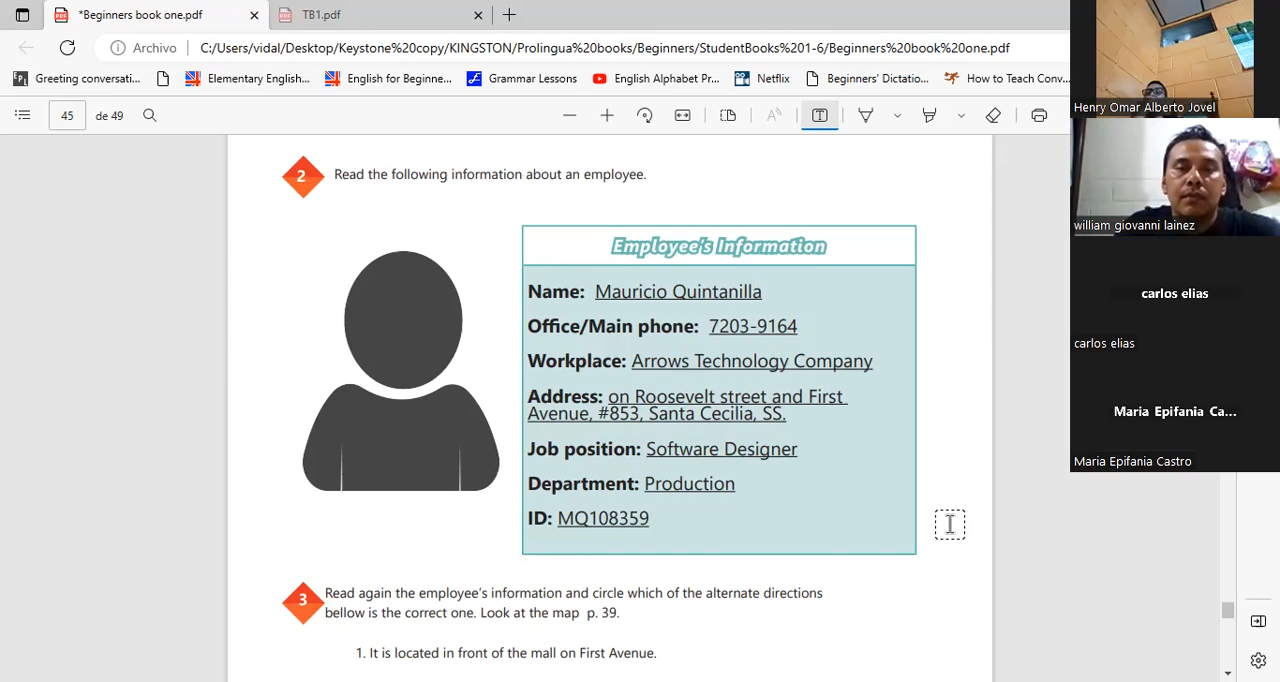 *Beginners book one.pdf
TB1.pdf
Archivo
C:/Users/vidal/Desktop/Keystone%20copy/KINGSTON/Prolingua%20books/Beginners/StudentBooks%201-6/Beginners%20book%20one.pdf
Greeting conversati...
Elementary English...
English for Beginne...
Grammar Lessons
English Alphabet Pr...
Netflix
Beginners' Dictatio...
How to Teach Conv...
45
de 49
2
Read the following information about an employee.
Employee's Information
Name: Mauricio Quintanilla
Office/Main phone: 7203-9164
Workplace: Arrows Technology Company
Address: on Roosevelt street and First
Avenue, #853, Santa Cecilia, SS.
Job position: Software Designer
Department: Production
ID: MQ108359
3
Read again the employee's information and circle which of the alternate directions
bellow is the correct one. Look at the map p. 39.
1. It is located in front of the mall on First Avenue.
Henry Omar Alberto Jovel
william giovanni lainez
carlos elias
carlos elias
Maria Epifania Ca...
Maria Epifania Castro